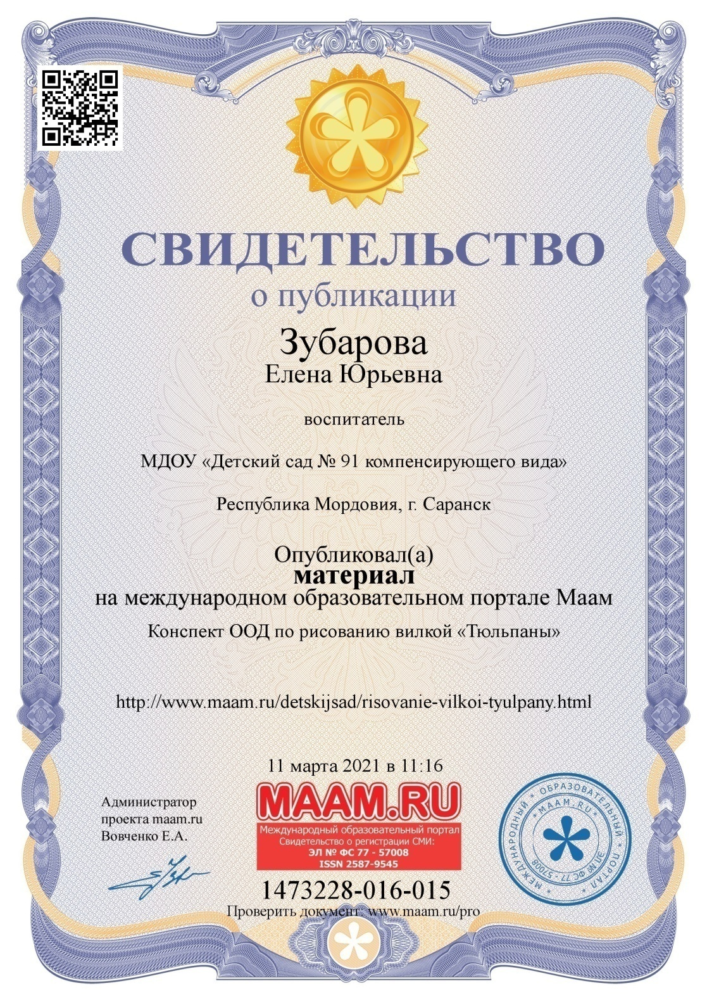 СВИДЕТЕЛЬСТВО
о публикации
Зубарова
Елена Юрьевна
воспитатель
МДОУ «Детский сад № 91 компенсирующего вида»
Республика Мордовия, г. Саранск
Опубликовал(а)
материал
на международном образовательном портале Маам
Конспект ООД по рисованию вилкой «Тюльпаны»
http://www.maam.ru/detskijsad/risovanie-vilkoi-tyulpany.html
11 марта 2021 в 11:16
Администратор
проекта maam.ru
Вовченко Е.А.
MAAM.RU
Международный образовательный портал
Свидетельство о регистрации СМИ:
ЭЛ № ФС 77 - 57008
ISSN 2587-9545
1473228-016-015
Проверить документ: www.maam.ru/pro
* МЕЖДУНАРОДНЫЙ * ОБРАЗОВАТЕЛЬНЫЙ * ПОРТАЛ *
* MAAM.RU *
ЭЛ № ФС 77 - 57008